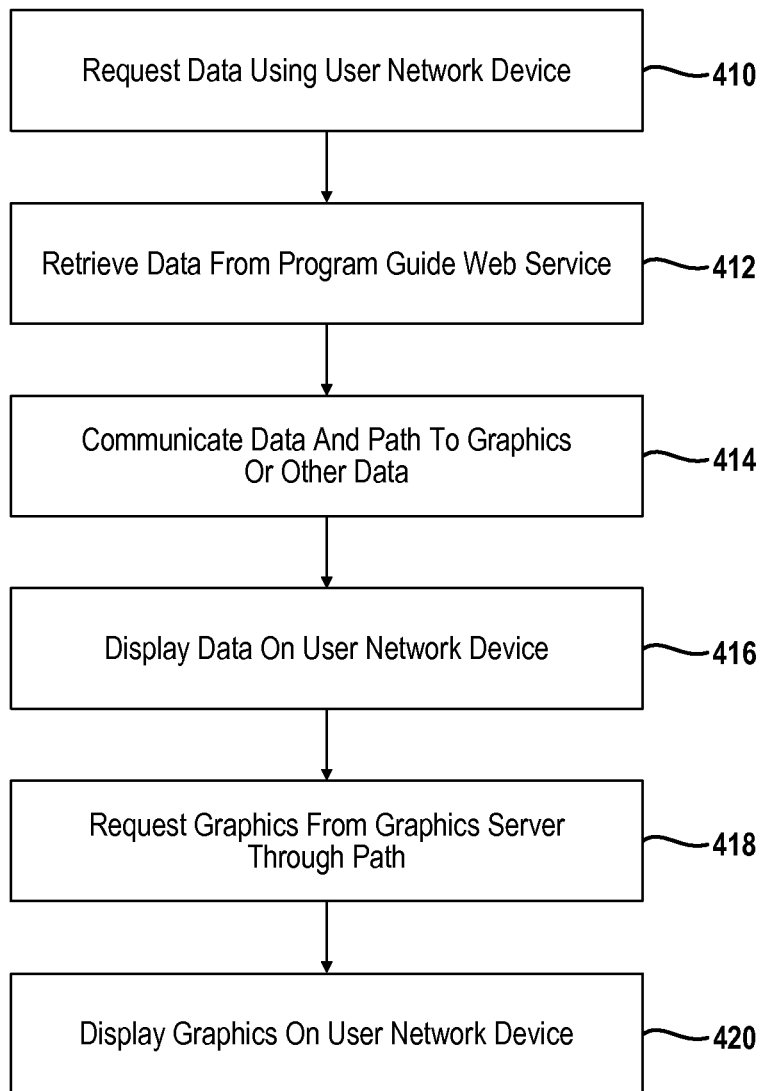 Request Data Using User Network Device
410
Retrieve Data From Program Guide Web Service
412
Communicate Data And Path To Graphics
Or Other Data
414
Display Data On User Network Device
416
Request Graphics From Graphics Server
Through Path
418
Display Graphics On User Network Device
420